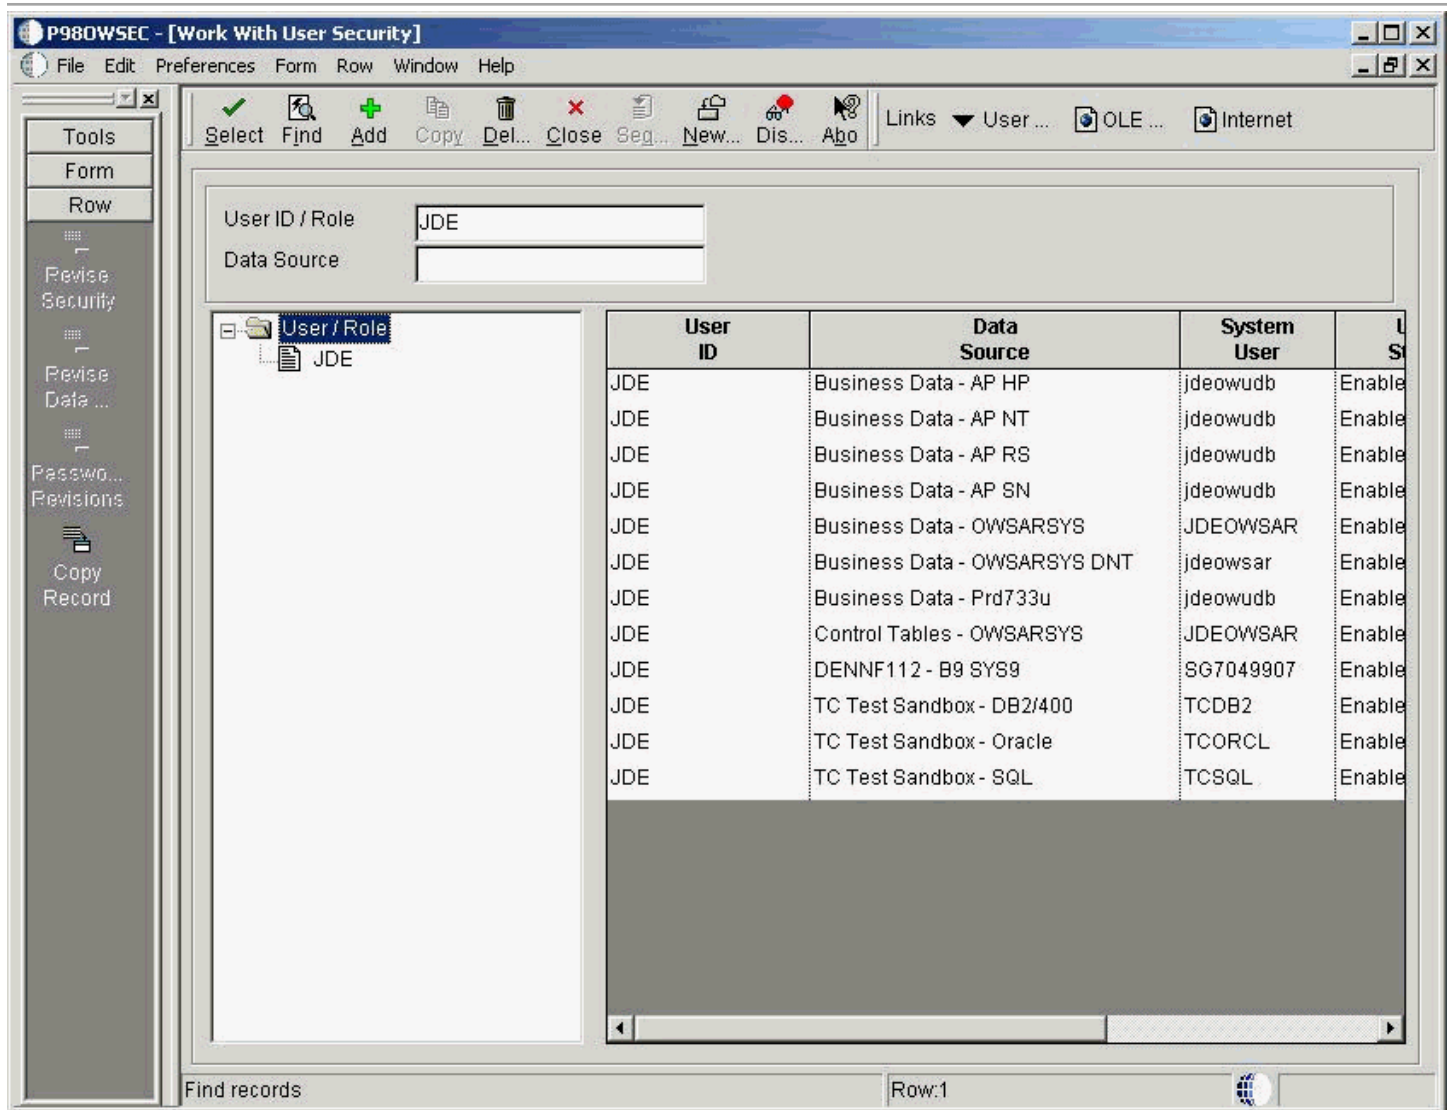 P98OWSEC - [Work With User Security]
File Edit Preferences Form Row Window Help
Tools
Form
Row
Revise
Security
Revise
Data ...
Passwo...
Revisions
Copy
Record
Select Find Add Copy Del... Close Seq... New... Dis... Abo
Links User ... OLE ... Internet
User ID / Role JDE
Data Source
User / Role
JDE
User ID Data Source System User
JDE Business Data - AP HP jdeowudb Enable
JDE Business Data - AP NT jdeowudb Enable
JDE Business Data - AP RS jdeowudb Enable
JDE Business Data - AP SN jdeowudb Enable
JDE Business Data - OWSARSYS JDEOWSAR Enable
JDE Business Data - OWSARSYS DNT jdeowsar Enable
JDE Business Data - Prd733u jdeowudb Enable
JDE Control Tables - OWSARSYS JDEOWSAR Enable
JDE DENNF112 - B9 SYS9 SG7049907 Enable
JDE TC Test Sandbox - DB2/400 TCDB2 Enable
JDE TC Test Sandbox - Oracle TCORCL Enable
JDE TC Test Sandbox - SQL TCSQL Enable
Find records
Row:1